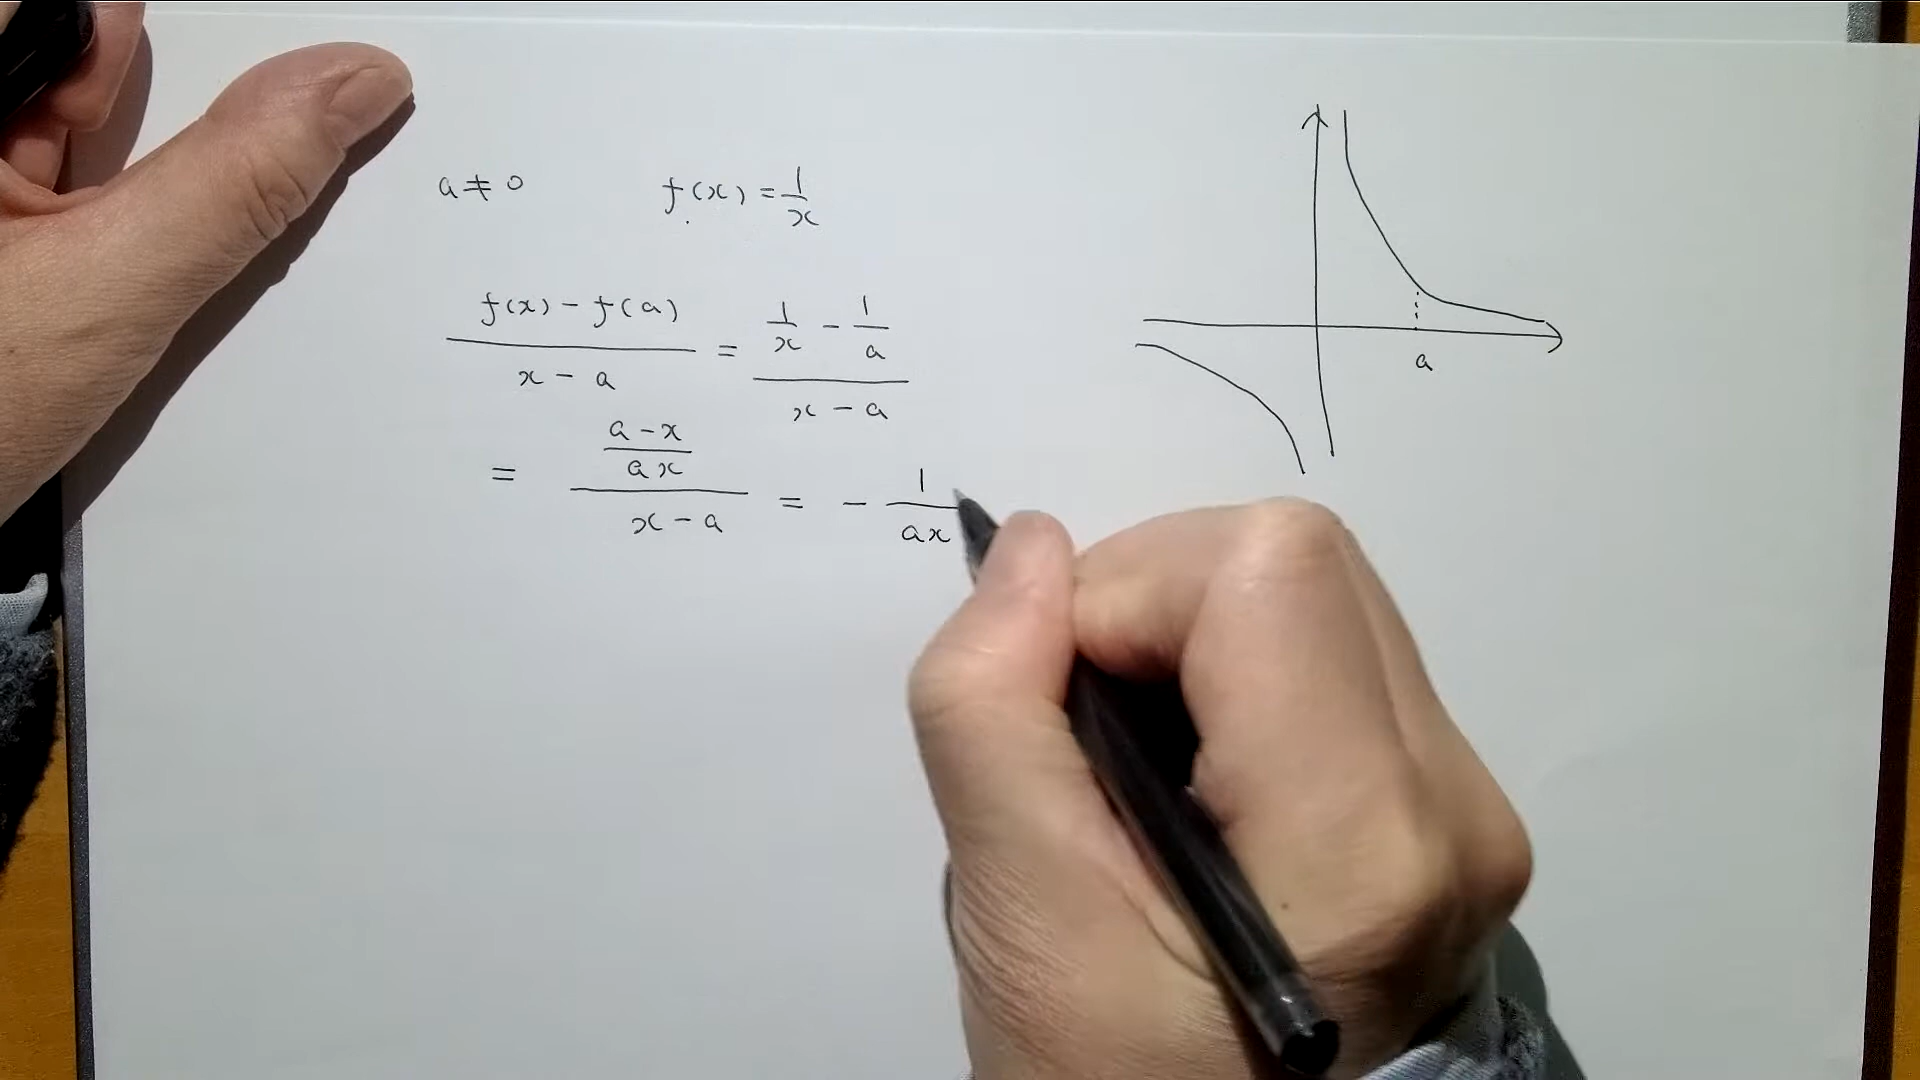 a ≠ 0 f(x) = 1/x
(f(x) - f(a))/(x - a) = (1/x - 1/a)/(x - a)
= ((a - x)/(ax))/(x - a) = - 1/(ax)
a